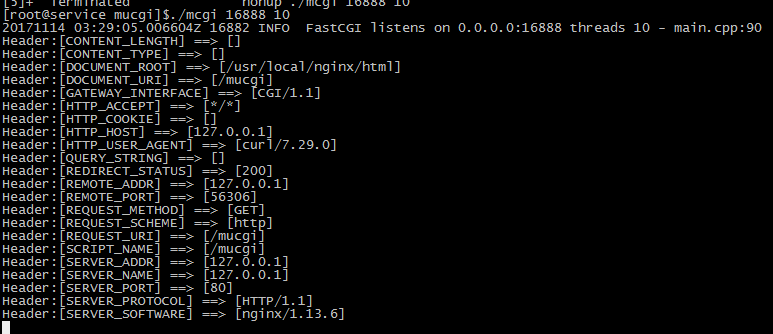 [5]+  Terminated              nohup ./mcgi 16888 10
[root@service mucgi]$./mcgi 16888 10
20171114 03:29:05.006604Z 16882 INFO  FastCGI listens on 0.0.0.0:16888 threads 10 - main.cpp:90
Header:[CONTENT_LENGTH] ==> []
Header:[CONTENT_TYPE] ==> []
Header:[DOCUMENT_ROOT] ==> [/usr/local/nginx/html]
Header:[DOCUMENT_URI] ==> [/mucgi]
Header:[GATEWAY_INTERFACE] ==> [CGI/1.1]
Header:[HTTP_ACCEPT] ==> [*/*]
Header:[HTTP_COOKIE] ==> []
Header:[HTTP_HOST] ==> [127.0.0.1]
Header:[HTTP_USER_AGENT] ==> [curl/7.29.0]
Header:[QUERY_STRING] ==> []
Header:[REDIRECT_STATUS] ==> [200]
Header:[REMOTE_ADDR] ==> [127.0.0.1]
Header:[REMOTE_PORT] ==> [56306]
Header:[REQUEST_METHOD] ==> [GET]
Header:[REQUEST_SCHEME] ==> [http]
Header:[REQUEST_URI] ==> [/mucgi]
Header:[SCRIPT_NAME] ==> [/mucgi]
Header:[SERVER_ADDR] ==> [127.0.0.1]
Header:[SERVER_NAME] ==> [127.0.0.1]
Header:[SERVER_PORT] ==> [80]
Header:[SERVER_PROTOCOL] ==> [HTTP/1.1]
Header:[SERVER_SOFTWARE] ==> [nginx/1.13.6]